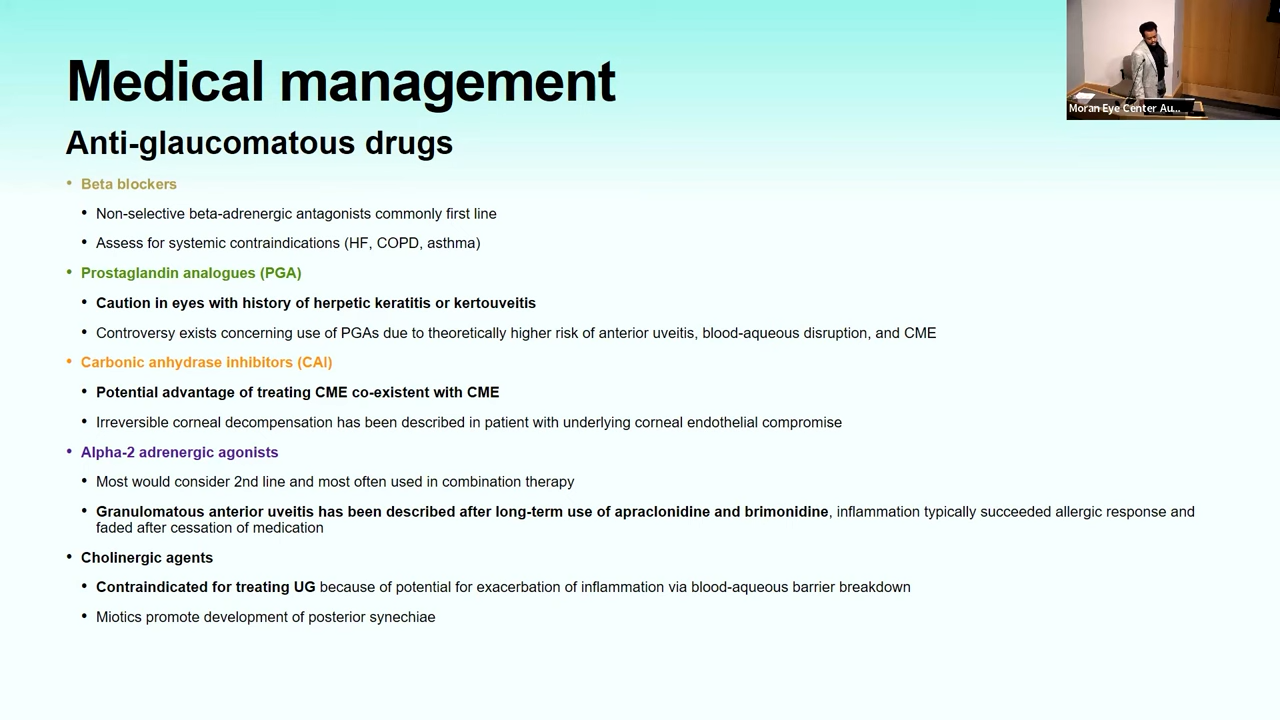 Medical management
Moran Eye Center Au...
Anti-glaucomatous drugs
• Beta blockers
• Non-selective beta-adrenergic antagonists commonly first line
• Assess for systemic contraindications (HF, COPD, asthma)
• Prostaglandin analogues (PGA)
• Caution in eyes with history of herpetic keratitis or kertouveitis
• Controversy exists concerning use of PGAs due to theoretically higher risk of anterior uveitis, blood-aqueous disruption, and CME
• Carbonic anhydrase inhibitors (CAI)
• Potential advantage of treating CME co-existent with CME
• Irreversible corneal decompensation has been described in patient with underlying corneal endothelial compromise
• Alpha-2 adrenergic agonists
• Most would consider 2nd line and most often used in combination therapy
• Granulomatous anterior uveitis has been described after long-term use of apraclonidine and brimonidine, inflammation typically succeeded allergic response and
faded after cessation of medication
• Cholinergic agents
• Contraindicated for treating UG because of potential for exacerbation of inflammation via blood-aqueous barrier breakdown
• Miotics promote development of posterior synechiae